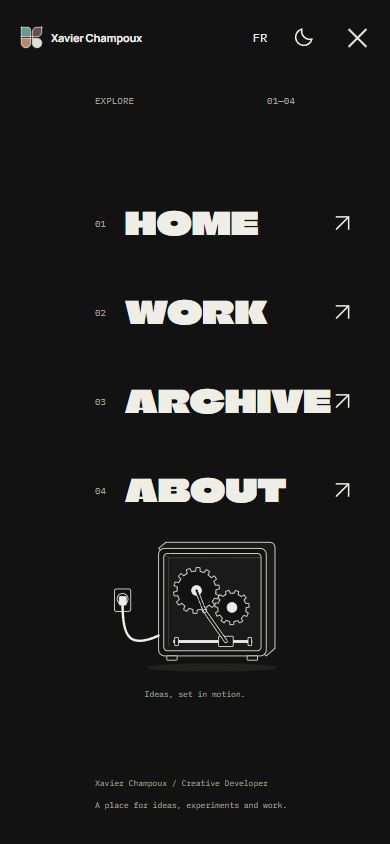 Xavier Champoux
FR
EXPLORE 01—04
01 HOME
02 WORK
03 ARCHIVE
04 ABOUT
Ideas, set in motion.
Xavier Champoux / Creative Developer
A place for ideas, experiments and work.